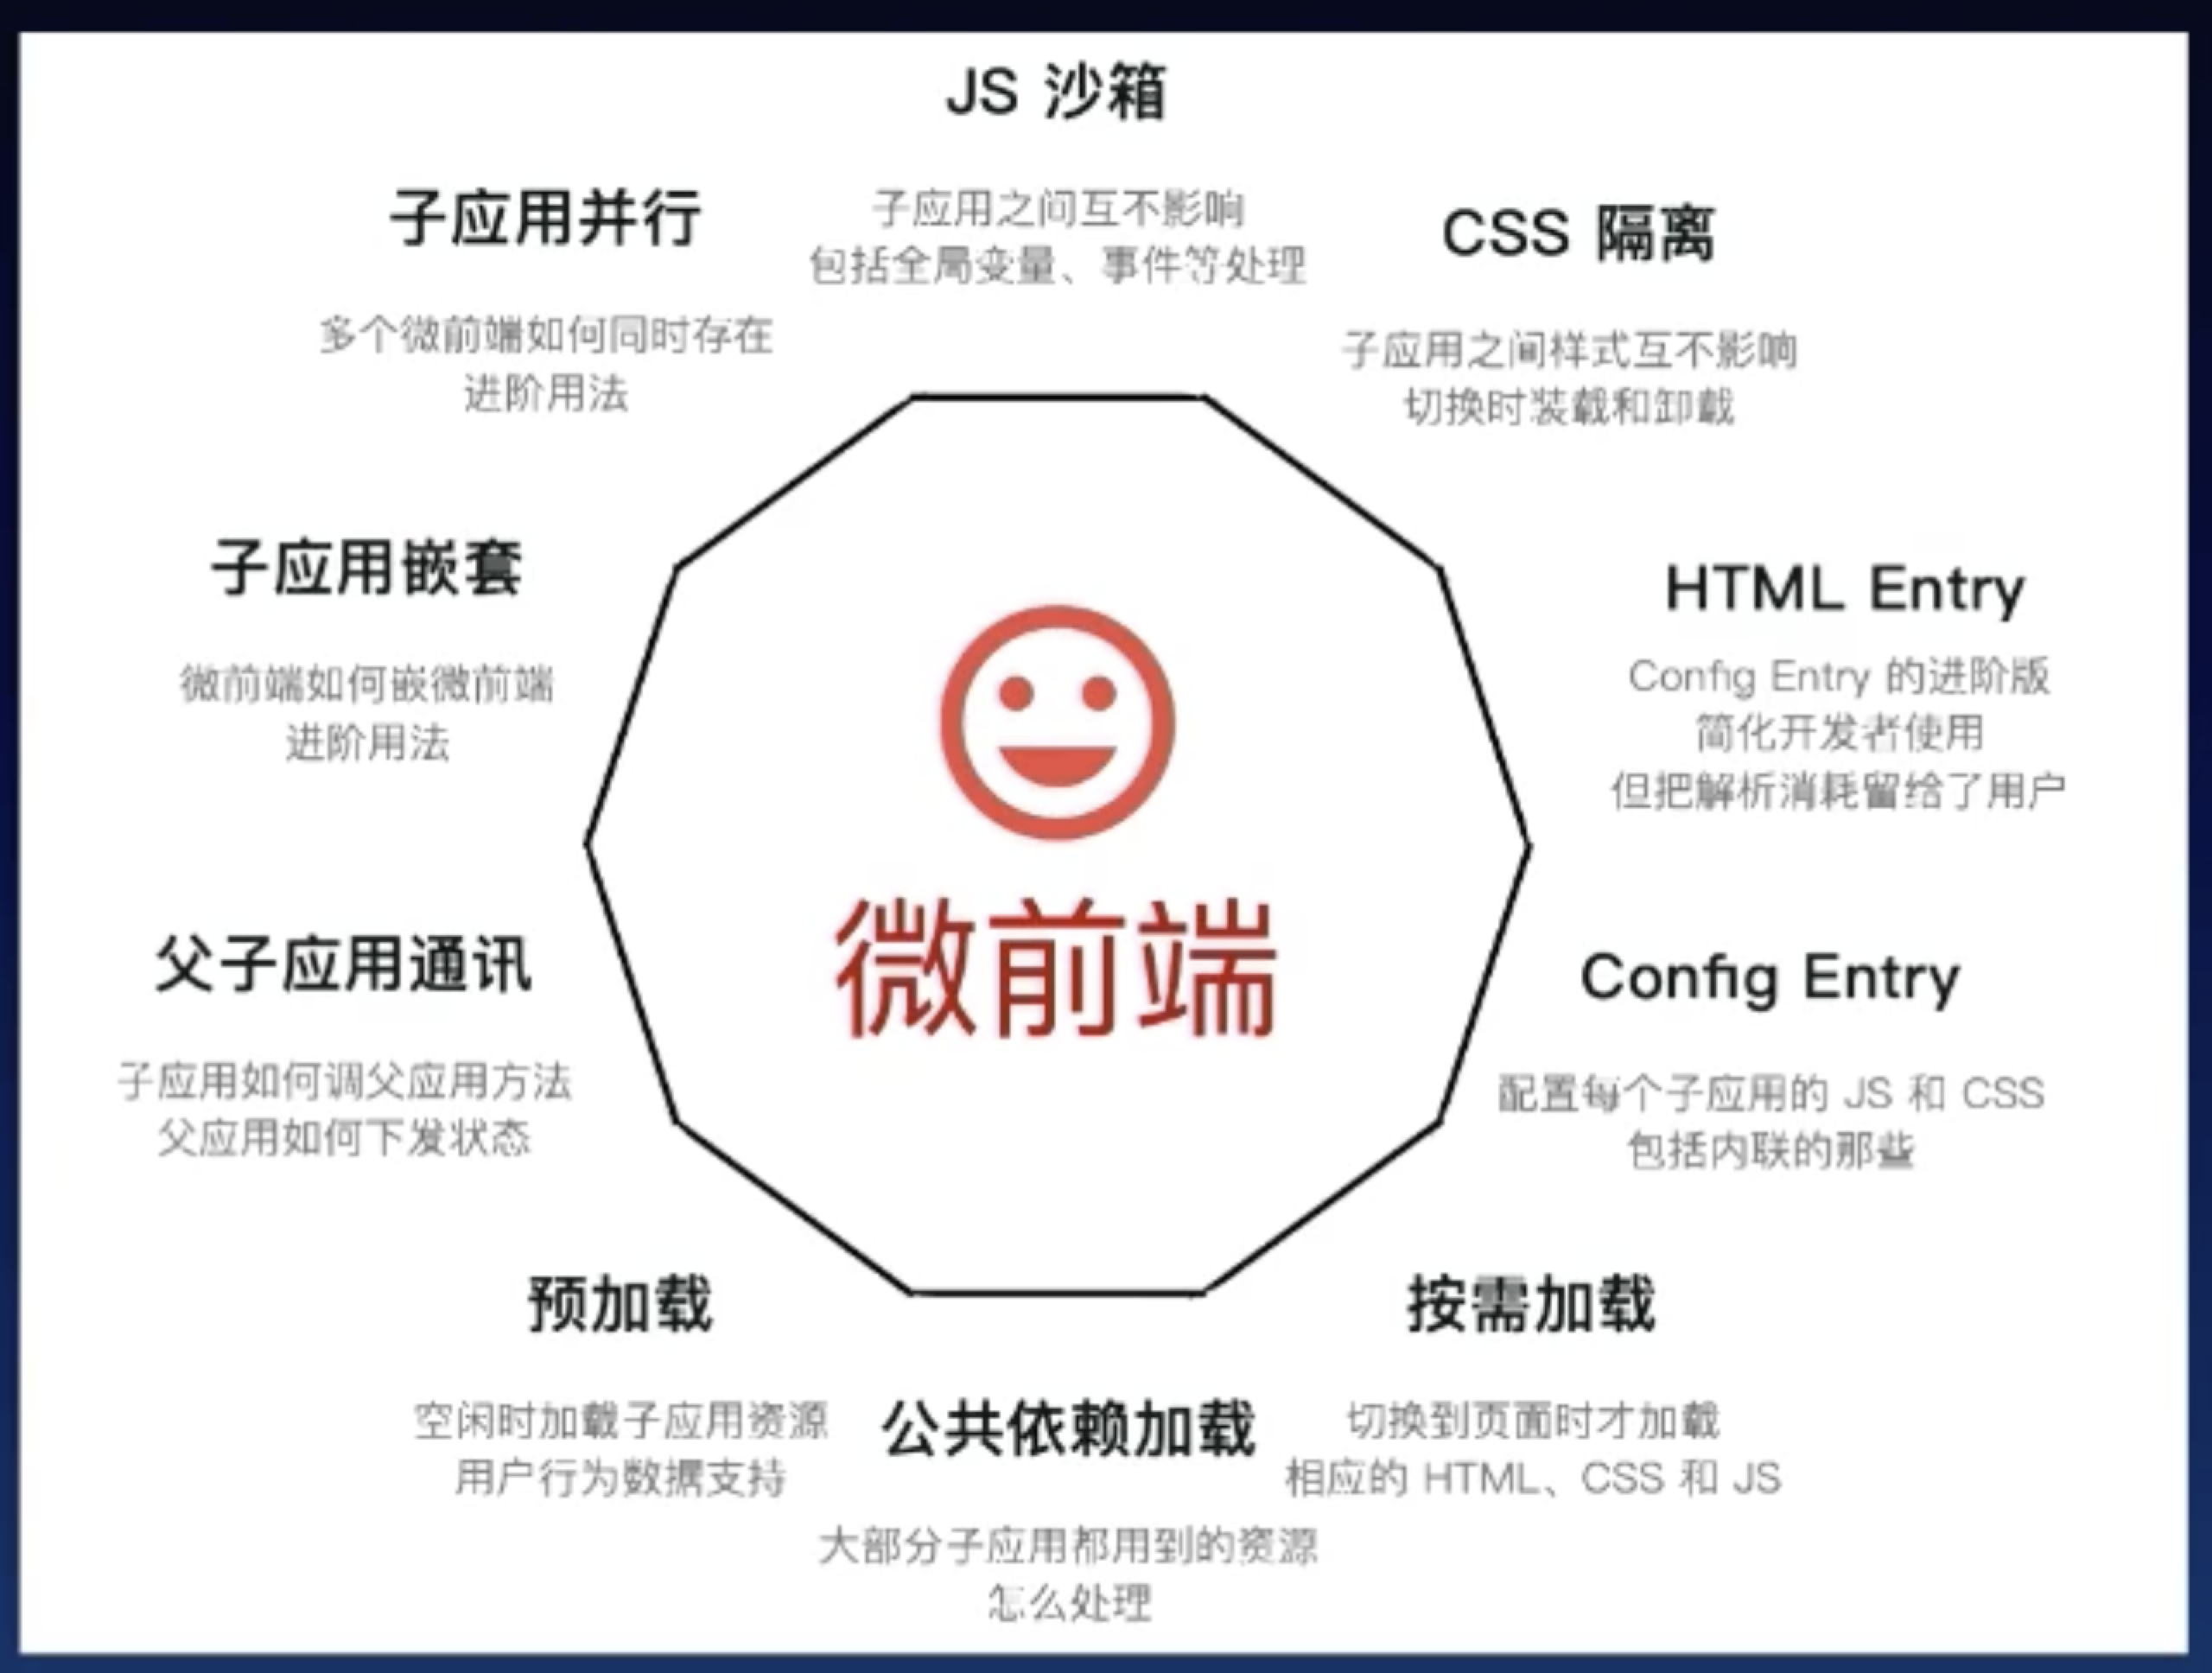 JS 沙箱
子应用之间互不影响
包括全局变量、事件等处理
CSS 隔离
子应用之间样式互不影响
切换时装载和卸载
HTML Entry
Config Entry 的进阶版
简化开发者使用
但把解析消耗留给了用户
Config Entry
配置每个子应用的 JS 和 CSS
包括内联的那些
按需加载
切换到页面时才加载
相应的 HTML、CSS 和 JS
公共依赖加载
大部分子应用都用到的资源
怎么处理
预加载
空闲时加载子应用资源
用户行为数据支持
父子应用通讯
子应用如何调父应用方法
父应用如何下发状态
子应用嵌套
微前端如何嵌微前端
进阶用法
子应用并行
多个微前端如何同时存在
进阶用法
微前端